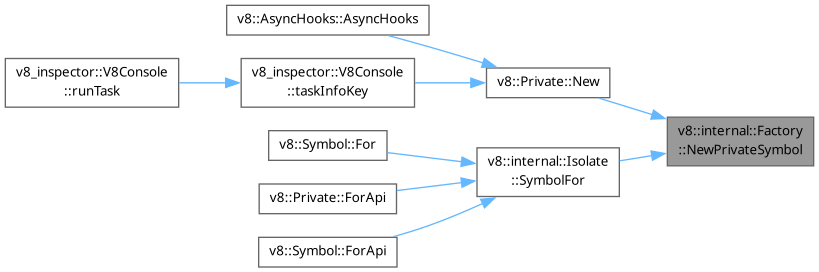 v8::AsyncHooks::AsyncHooks
v8_inspector::V8Console
::runTask
v8_inspector::V8Console
::taskInfoKey
v8::Private::New
v8::internal::Factory
::NewPrivateSymbol
v8::Symbol::For
v8::internal::Isolate
::SymbolFor
v8::Private::ForApi
v8::Symbol::ForApi